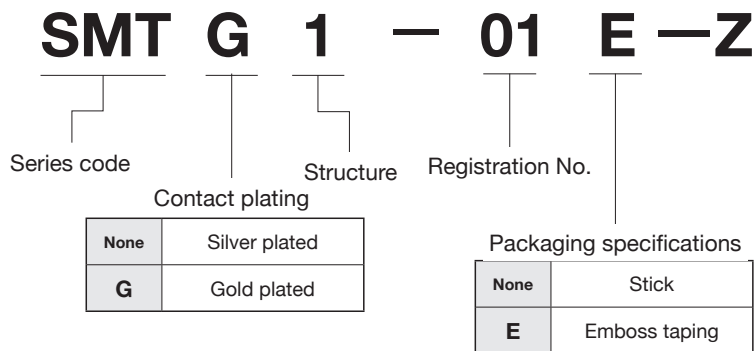 SMT G 1 — 01 E —Z
Series code
Structure
Registration No.
Contact plating
None Silver plated
G Gold plated
Packaging specifications
None Stick
E Emboss taping